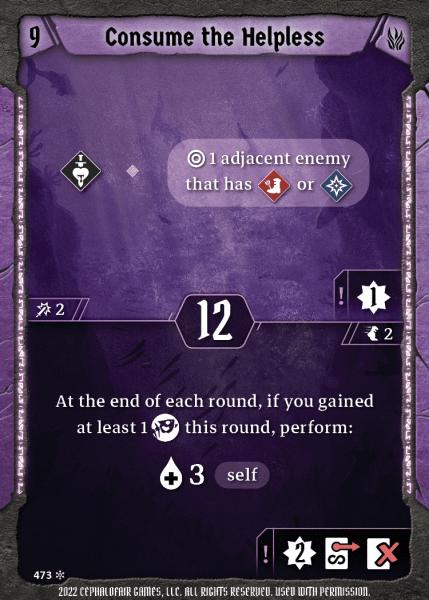 9 Consume the Helpless
1 adjacent enemy
that has or
1
2
12
2
At the end of each round, if you gained
at least 1 this round, perform:
3 self
2
473
2022 CEPHALOFAIR GAMES, LLC. ALL RIGHTS RESERVED. USED WITH PERMISSION.